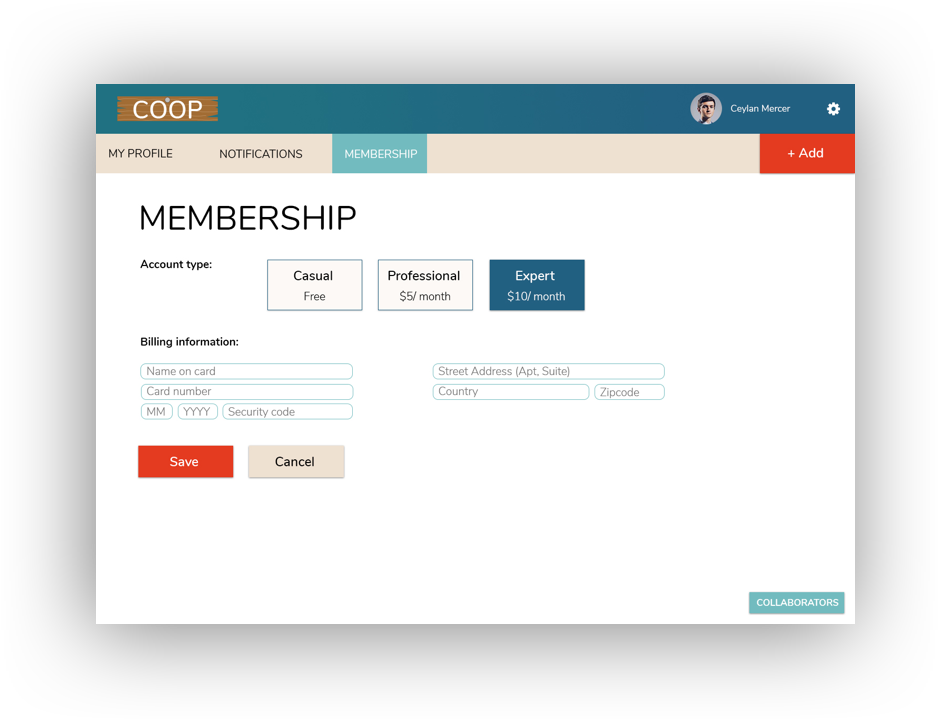 COOP
Ceylan Mercer
MY PROFILE NOTIFICATIONS MEMBERSHIP + Add
MEMBERSHIP
Account type:
Casual
Free
Professional
$5/ month
Expert
$10/ month
Billing information:
Name on card
Card number
MM YYYY Security code
Street Address (Apt, Suite)
Country Zipcode
Save Cancel
COLLABORATORS